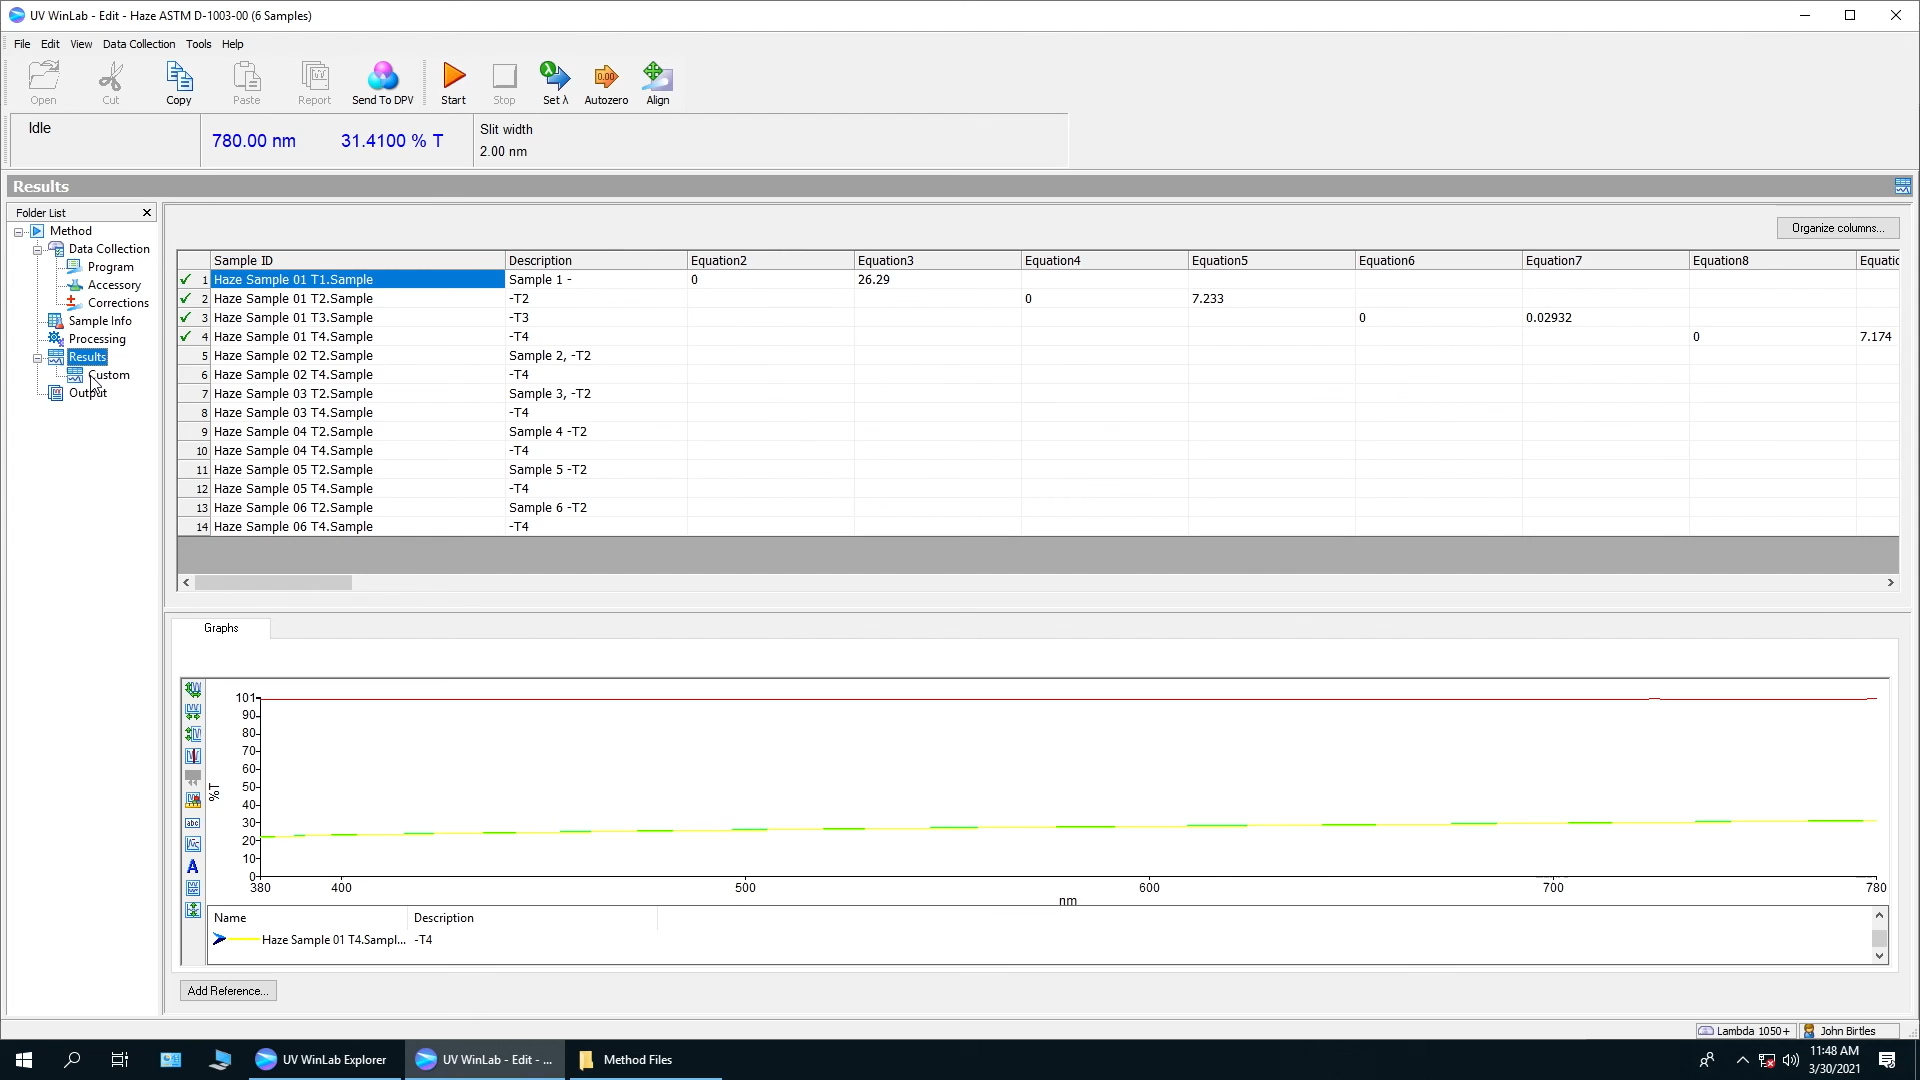 UV WinLab - Edit - Haze ASTM D-1003-00 (6 Samples)
File Edit View Data Collection Tools Help
Open Cut Copy Paste Report Send To DPV Start Stop Set λ Autozero Align
0.00
Idle
780.00 nm 31.4100 % T
Slit width
2.00 nm
Results
Folder List
Method
Data Collection
Program
Accessory
Corrections
Sample Info
Processing
Results
Custom
Output
Organize columns...
Sample ID Description Equation2 Equation3 Equation4 Equation5 Equation6 Equation7 Equation8 Equatio
1 Haze Sample 01 T1.Sample Sample 1 - 0 26.29
2 Haze Sample 01 T2.Sample -T2 0 7.233
3 Haze Sample 01 T3.Sample -T3 0 0.02932
4 Haze Sample 01 T4.Sample -T4 0 7.174
5 Haze Sample 02 T2.Sample Sample 2, -T2
6 Haze Sample 02 T4.Sample -T4
7 Haze Sample 03 T2.Sample Sample 3, -T2
8 Haze Sample 03 T4.Sample -T4
9 Haze Sample 04 T2.Sample Sample 4 -T2
10 Haze Sample 04 T4.Sample -T4
11 Haze Sample 05 T2.Sample Sample 5 -T2
12 Haze Sample 05 T4.Sample -T4
13 Haze Sample 06 T2.Sample Sample 6 -T2
14 Haze Sample 06 T4.Sample -T4
Graphs
101
90
80
70
60
50
40
30
20
10
0
%T
abc
A
380 400 500 600 700 780
nm
Name Description
Haze Sample 01 T4.Sampl... -T4
Add Reference...
Lambda 1050+ John Birtles
UV WinLab Explorer UV WinLab - Edit - ... Method Files
11:48 AM
3/30/2021